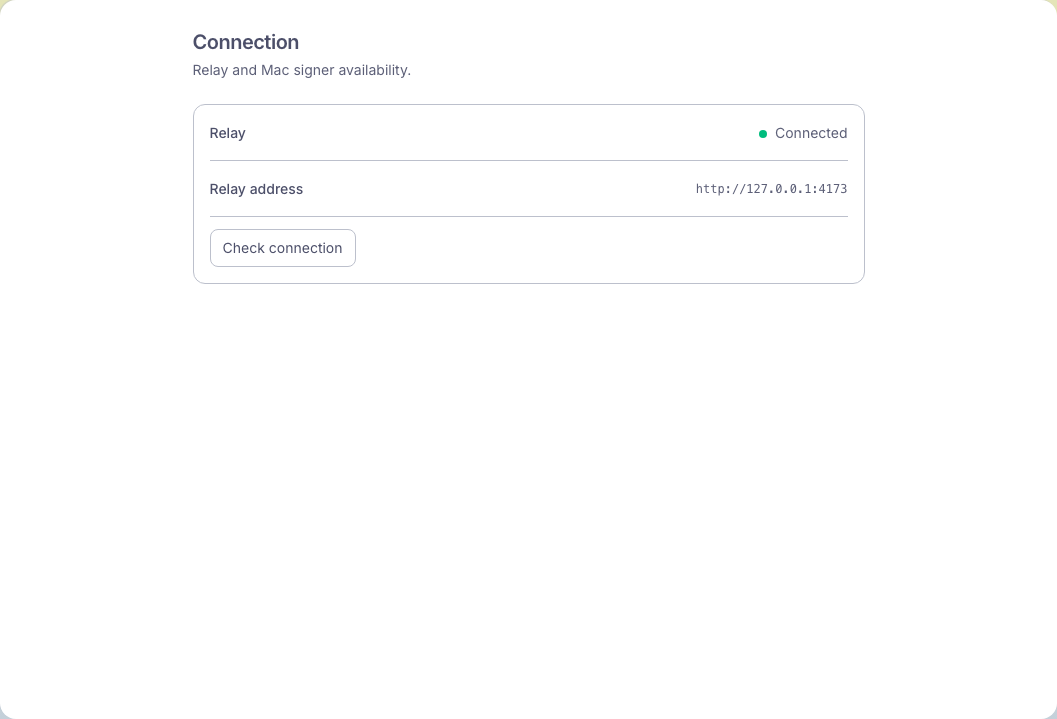 Connection
Relay and Mac signer availability.
Relay
Connected
Relay address
http://127.0.0.1:4173
Check connection